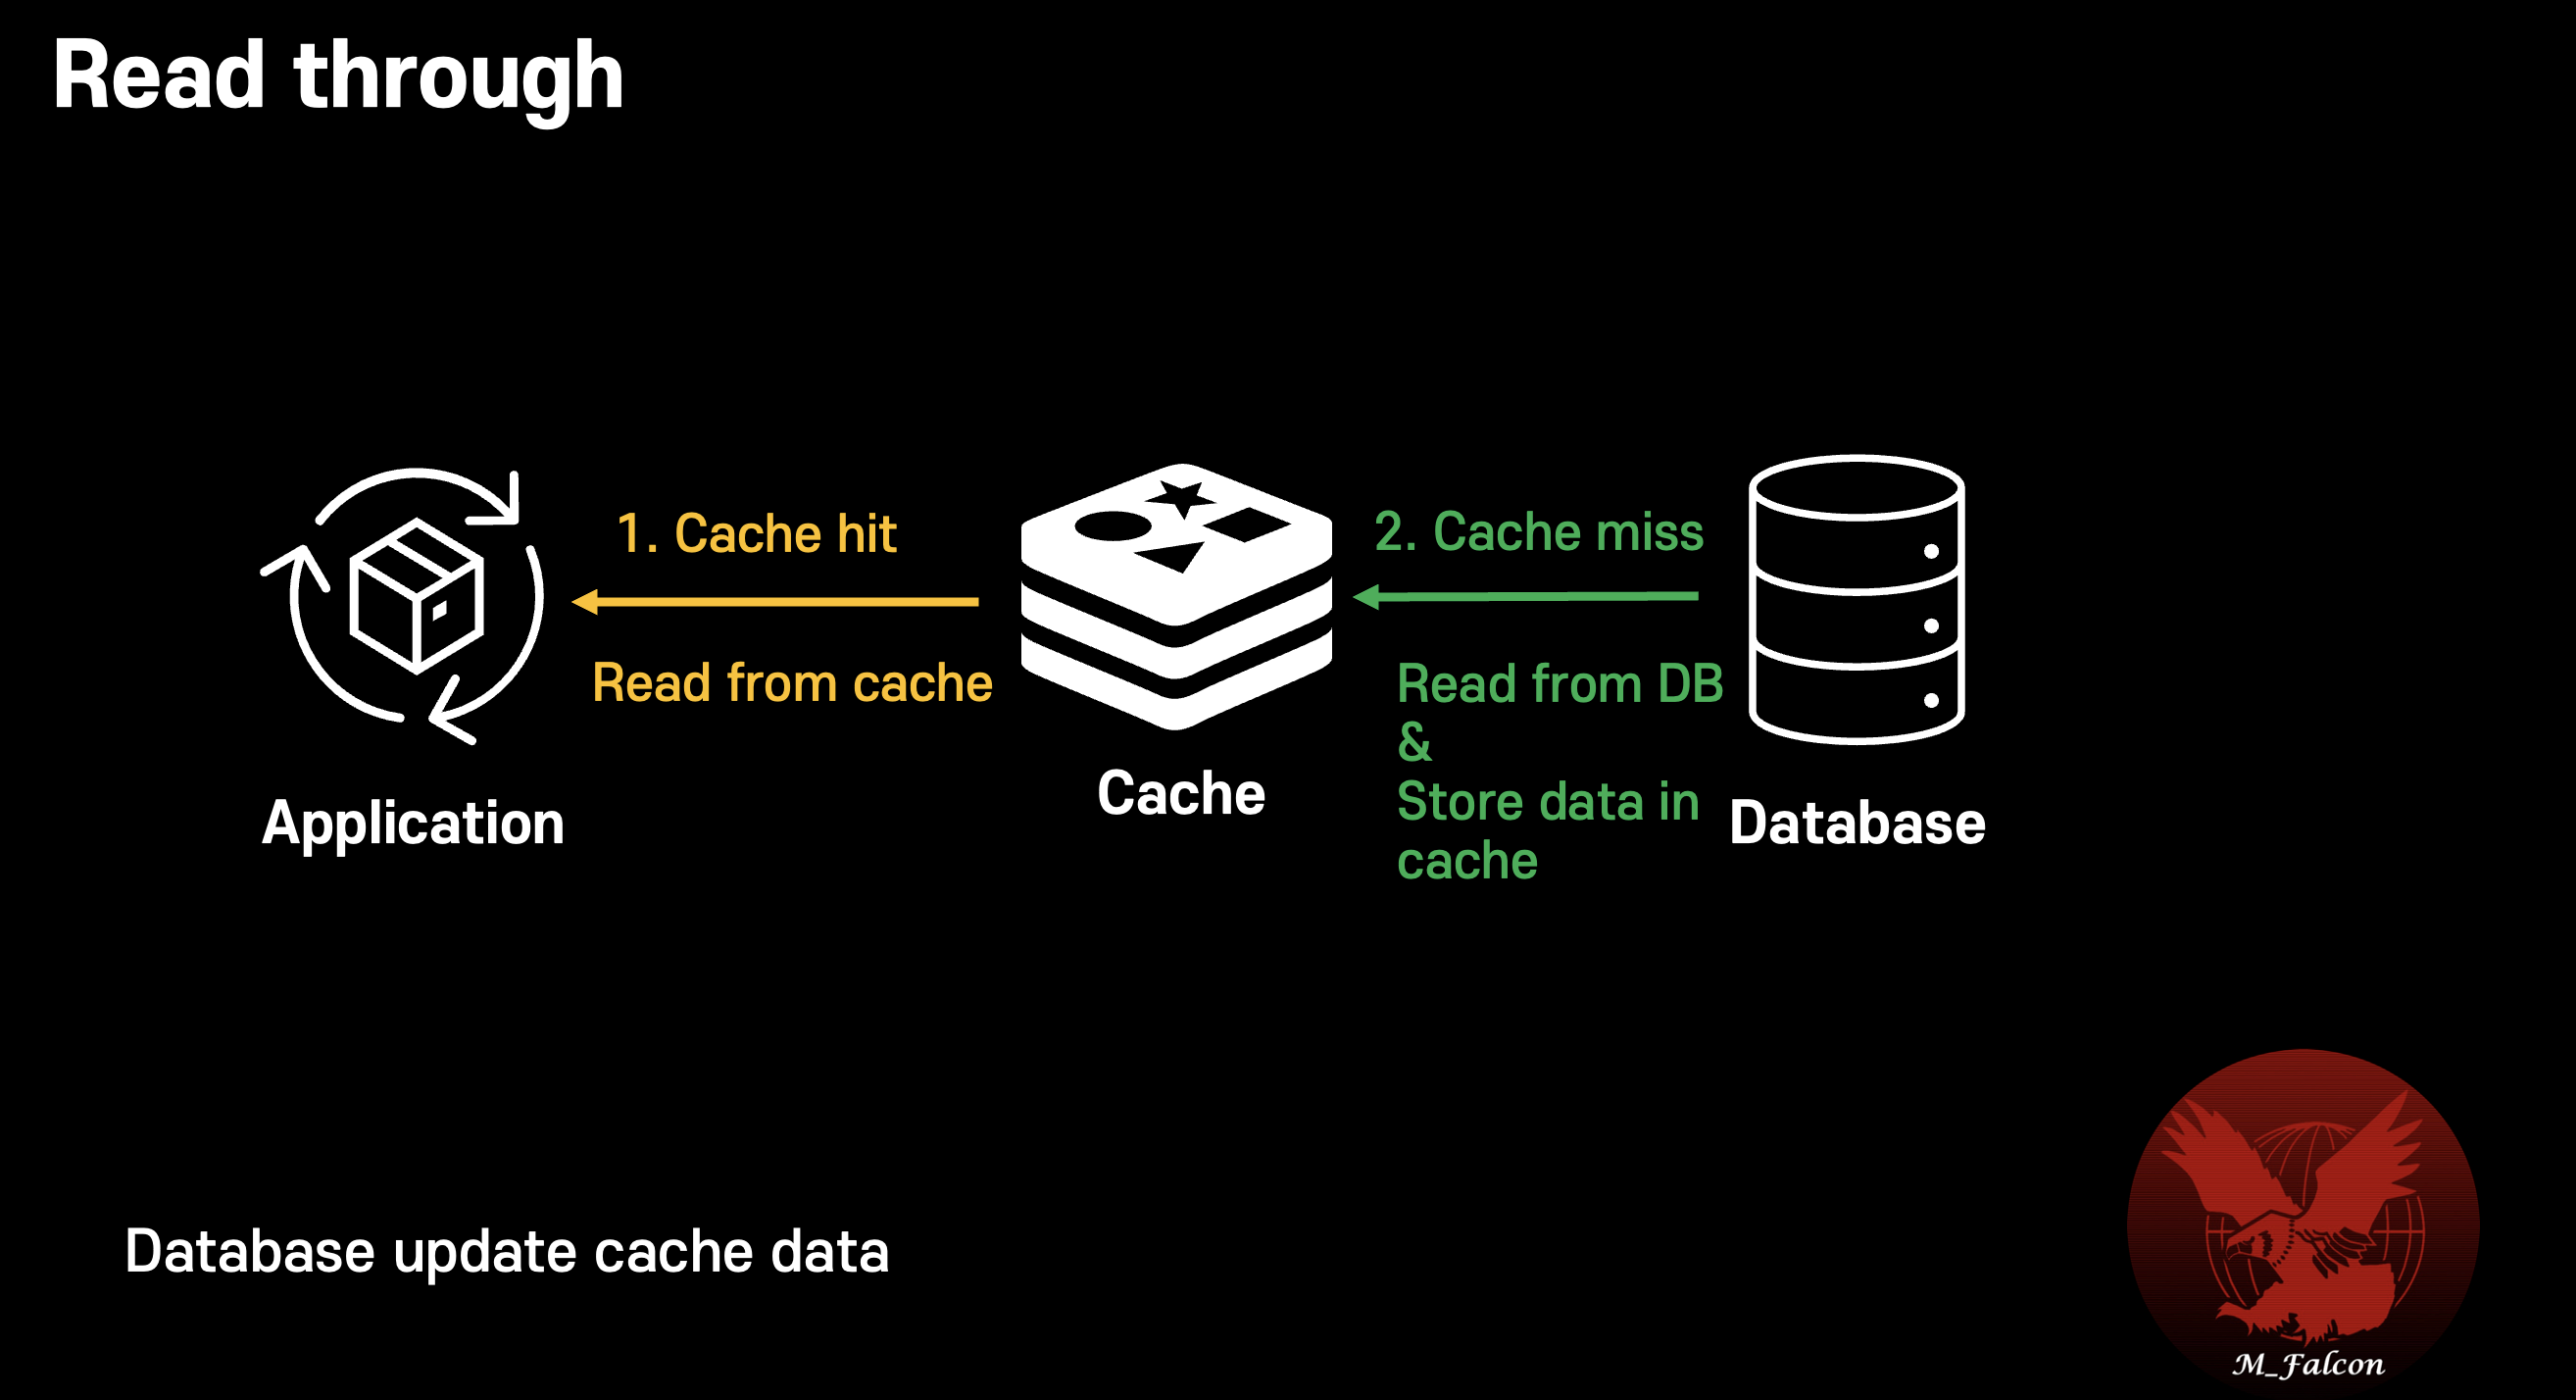 Read through
1. Cache hit
Read from cache
2. Cache miss
Read from DB
&
Store data in
cache
Application
Cache
Database
Database update cache data
M_Falcon